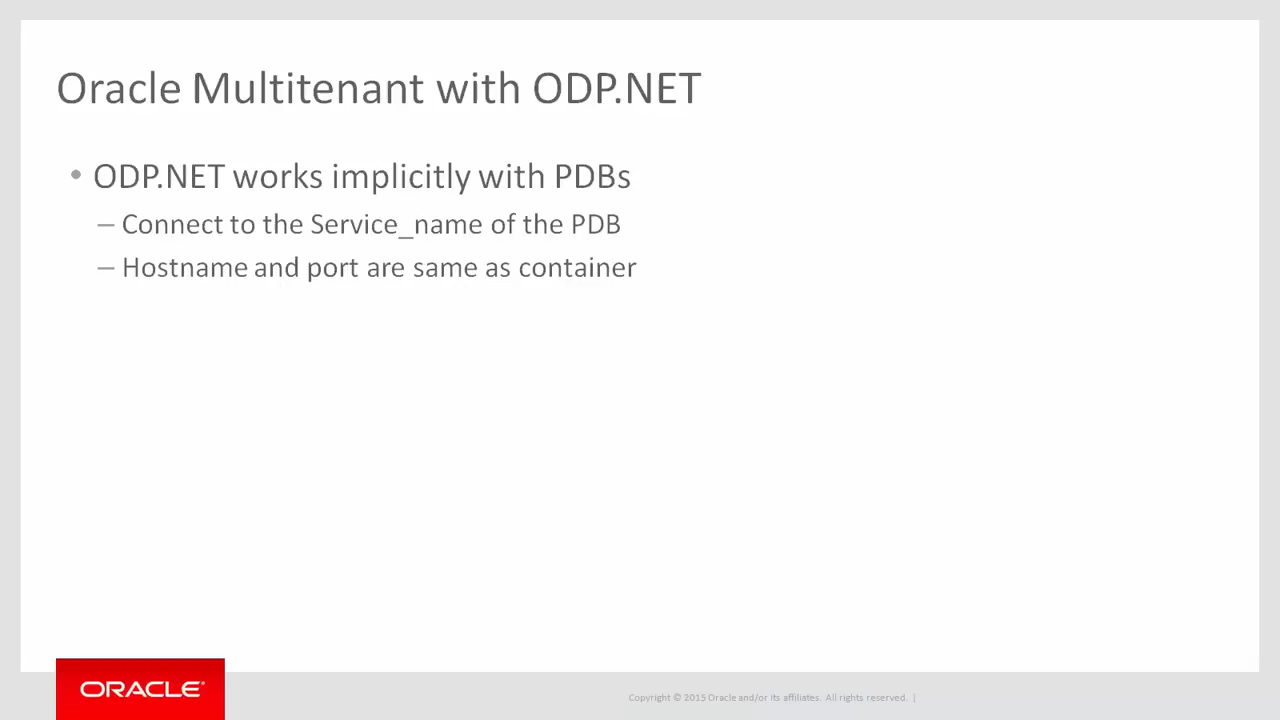 Oracle Multitenant with ODP.NET
• ODP.NET works implicitly with PDBs
– Connect to the Service_name of the PDB
– Hostname and port are same as container
ORACLE®
Copyright © 2015 Oracle and/or its affiliates. All rights reserved. |